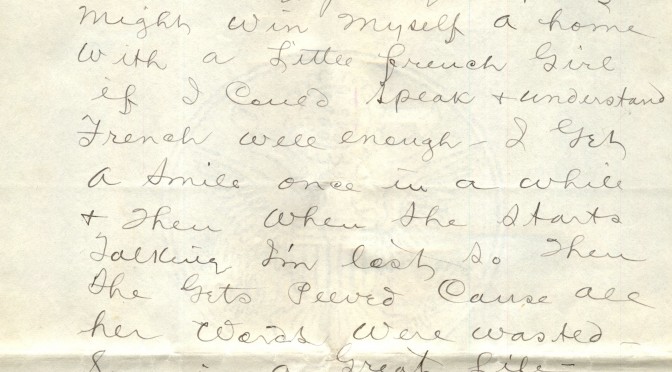 Might win myself a home
with a Little french Girl
if I Could speak + understand
French well enough - I Get
a smile once in a while
+ Then When She starts
Talking I'm lost so Then
She Gets Peeved Cause all
her Words Were wasted -
a Great Life -